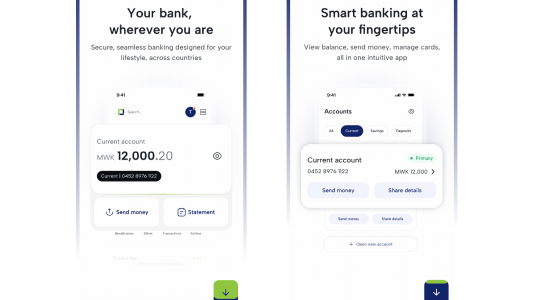 Your bank,
wherever you are
Secure, seamless banking designed for your
lifestyle, across countries
9:41
Search...
T
Current account
MWK 12,000.20
Current | 0452 8976 1122
Send money
Statement
Beneficiaries
Transactions
Smart banking at
your fingertips
View balance, send money, manage cards,
all in one intuitive app
9:41
Accounts
All
Current
Savings
Deposits
Current account
Primary
0452 8976 1122
MWK 12,000
Send money
Share details
Send money
Share details
Open new account